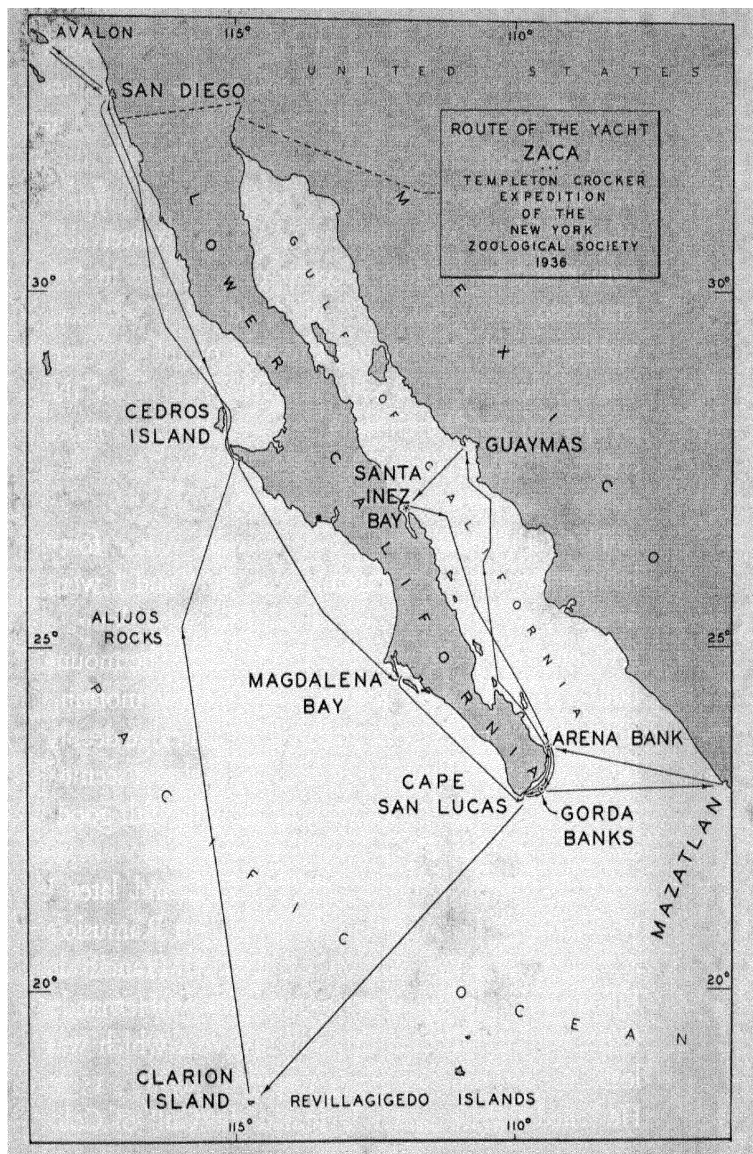 115°
110°
AVALON
UNITED STATES
SAN DIEGO
ROUTE OF THE YACHT
ZACA
TEMPLETON CROCKER
EXPEDITION
OF THE
NEW YORK
ZOOLOGICAL SOCIETY
1936
LOWER CALIFORNIA
GULF OF CALIFORNIA
MEXICO
30°
30°
CEDROS
ISLAND
GUAYMAS
SANTA
INEZ
BAY
ALIJOS
ROCKS
25°
25°
MAGDALENA
BAY
ARENA BANK
CAPE
SAN LUCAS
GORDA
BANKS
MAZATLAN
PACIFIC OCEAN
20°
20°
CLARION
ISLAND
REVILLAGIGEDO ISLANDS
115°
110°